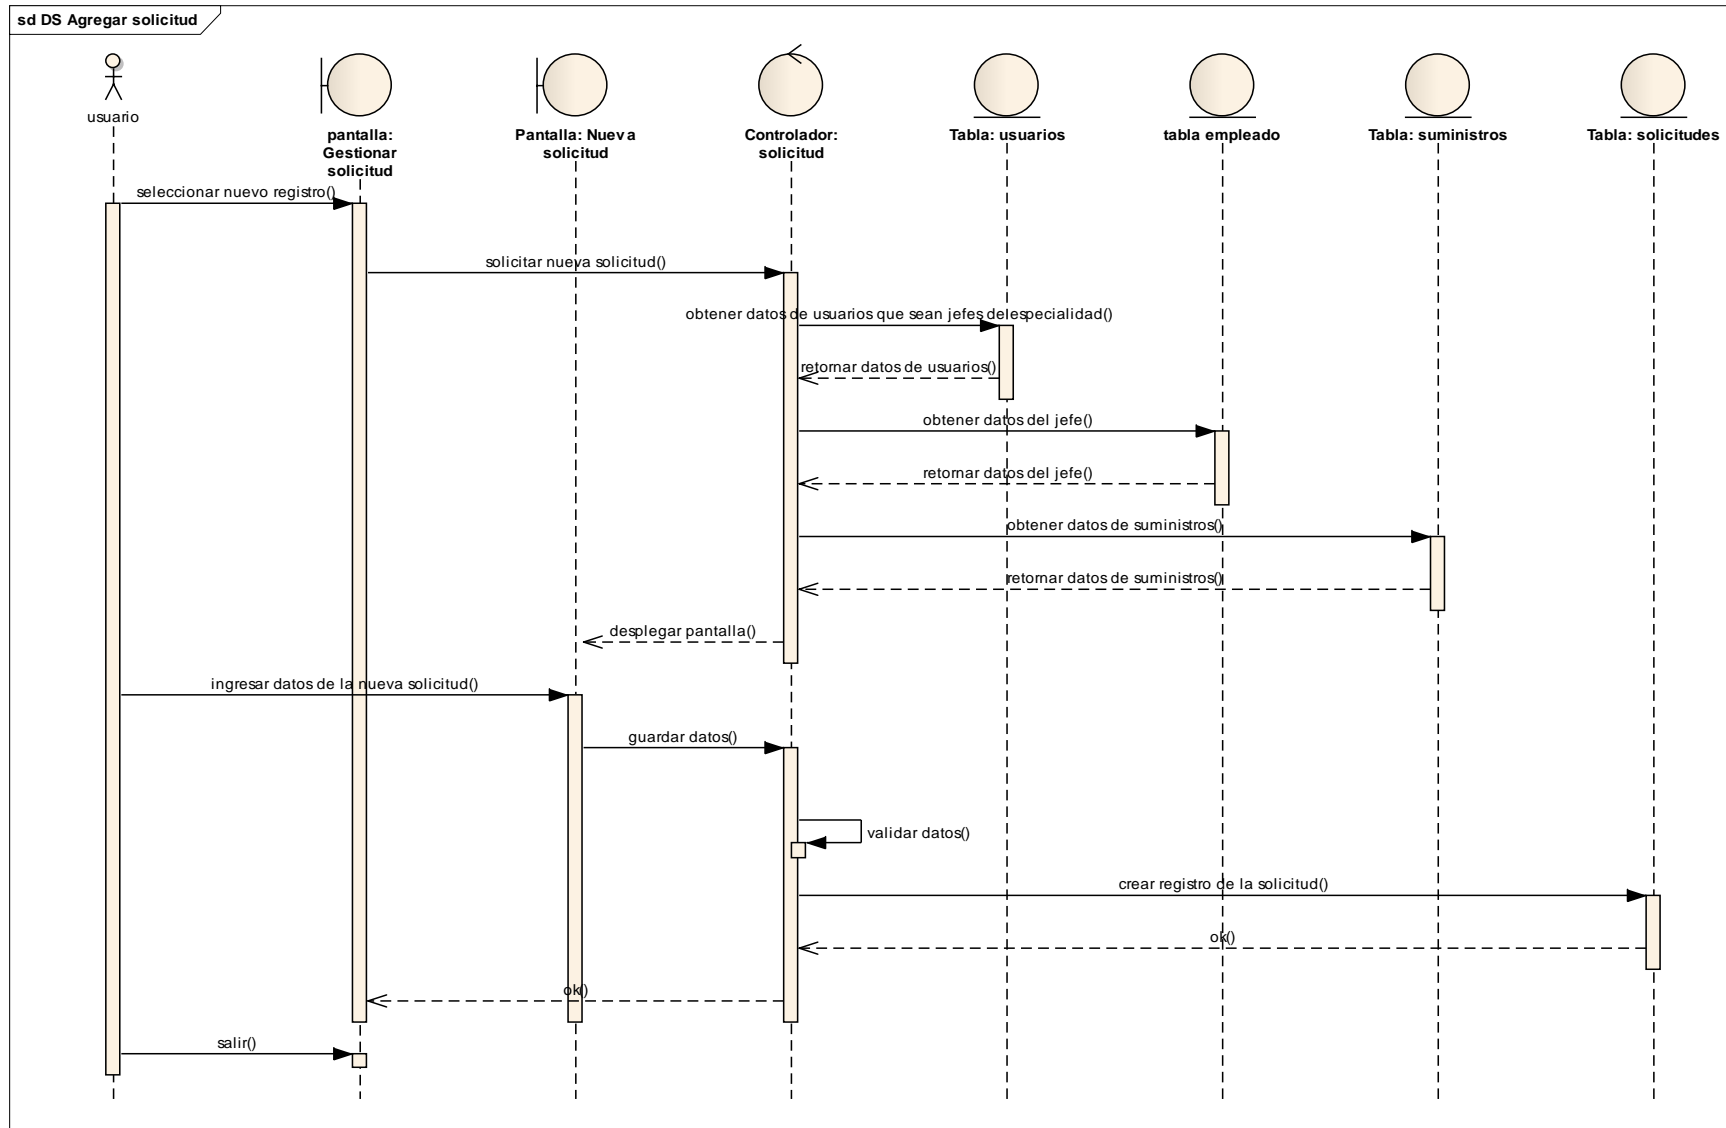 sd DS Agregar solicitud
usuario
pantalla:
Gestionar
solicitud
Pantalla: Nueva
solicitud
Controlador:
solicitud
Tabla: usuarios
tabla empleado
Tabla: suministros
Tabla: solicitudes
seleccionar nuevo registro()
solicitar nueva solicitud()
obtener datos de usuarios que sean jefes delespecialidad()
retornar datos de usuarios()
obtener datos del jefe()
retornar datos del jefe()
obtener datos de suministros()
retornar datos de suministros()
desplegar pantalla()
ingresar datos de la nueva solicitud()
guardar datos()
validar datos()
crear registro de la solicitud()
ok()
ok()
salir()